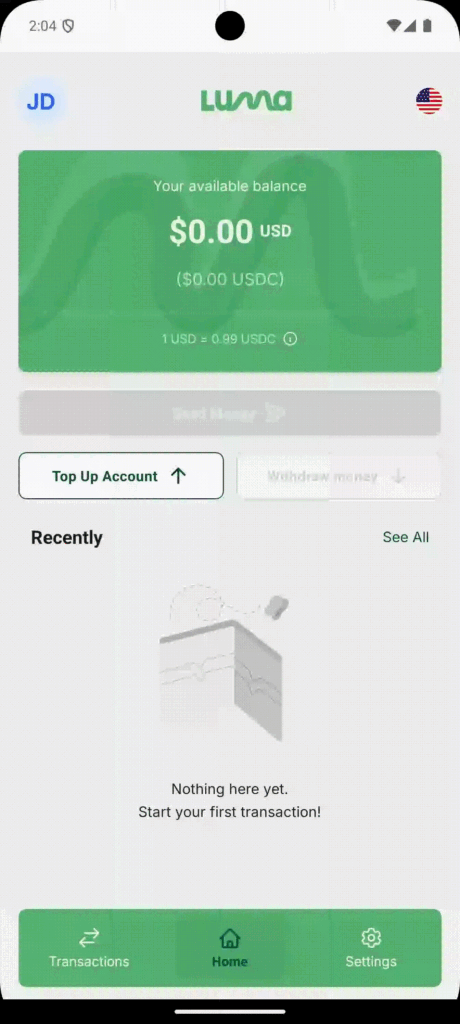 2:04
JD
Luma
Your available balance
$0.00 USD
($0.00 USDC)
1 USD = 0.99 USDC
Send Money
Top Up Account
Withdraw money
Recently
See All
Nothing here yet.
Start your first transaction!
Transactions
Home
Settings